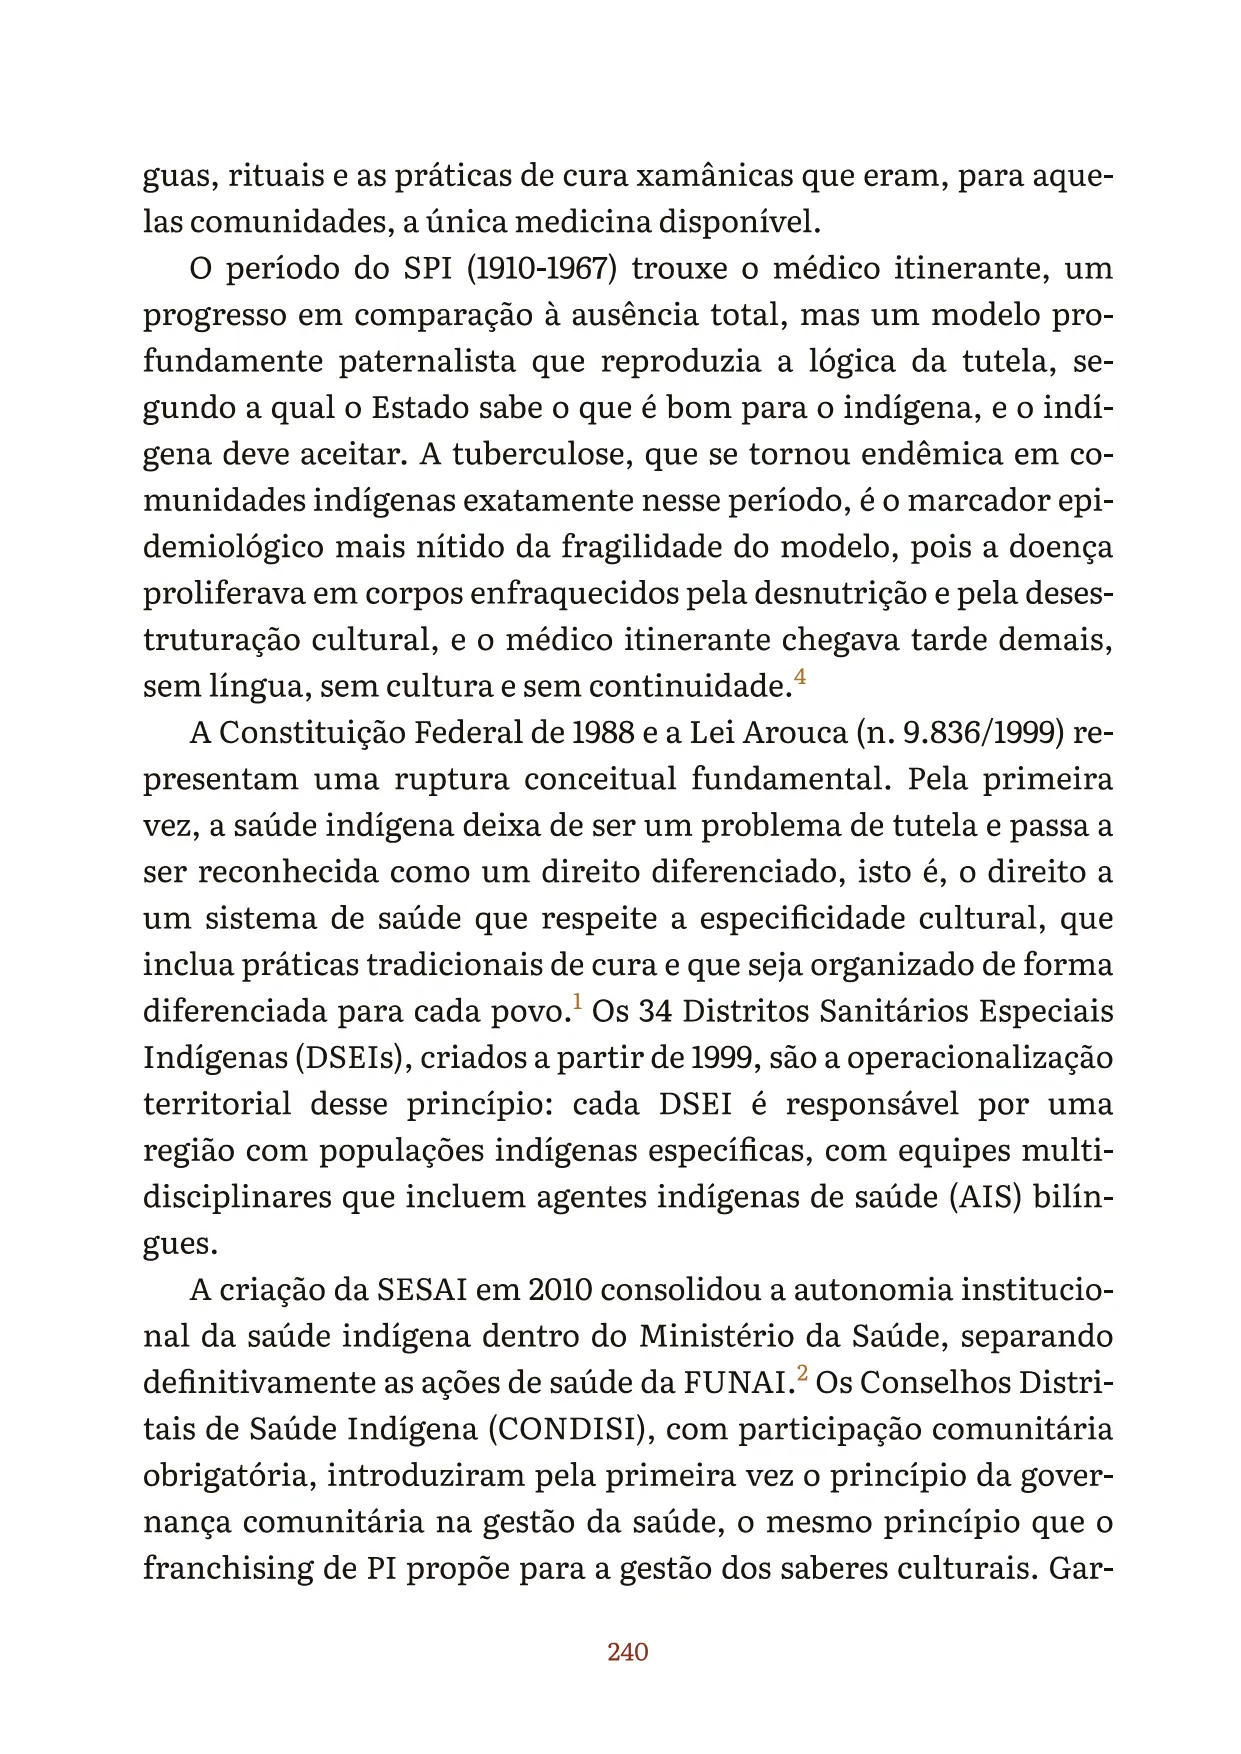 guas, rituais e as práticas de cura xamânicas que eram, para aque-
las comunidades, a única medicina disponível.
O período do SPI (1910-1967) trouxe o médico itinerante, um
progresso em comparação à ausência total, mas um modelo pro-
fundamente paternalista que reproduzia a lógica da tutela, se-
gundo a qual o Estado sabe o que é bom para o indígena, e o indí-
gena deve aceitar. A tuberculose, que se tornou endêmica em co-
munidades indígenas exatamente nesse período, é o marcador epi-
demiológico mais nítido da fragilidade do modelo, pois a doença
proliferava em corpos enfraquecidos pela desnutrição e pela deses-
truturação cultural, e o médico itinerante chegava tarde demais,
sem língua, sem cultura e sem continuidade.4
A Constituição Federal de 1988 e a Lei Arouca (n. 9.836/1999) re-
presentam uma ruptura conceitual fundamental. Pela primeira
vez, a saúde indígena deixa de ser um problema de tutela e passa a
ser reconhecida como um direito diferenciado, isto é, o direito a
um sistema de saúde que respeite a especificidade cultural, que
inclua práticas tradicionais de cura e que seja organizado de forma
diferenciada para cada povo.1 Os 34 Distritos Sanitários Especiais
Indígenas (DSEIs), criados a partir de 1999, são a operacionalização
territorial desse princípio: cada DSEI é responsável por uma
região com populações indígenas específicas, com equipes multi-
disciplinares que incluem agentes indígenas de saúde (AIS) bilín-
gues.
A criação da SESAI em 2010 consolidou a autonomia institucio-
nal da saúde indígena dentro do Ministério da Saúde, separando
definitivamente as ações de saúde da FUNAI.2 Os Conselhos Distri-
tais de Saúde Indígena (CONDISI), com participação comunitária
obrigatória, introduziram pela primeira vez o princípio da gover-
nança comunitária na gestão da saúde, o mesmo princípio que o
franchising de PI propõe para a gestão dos saberes culturais. Gar-
240